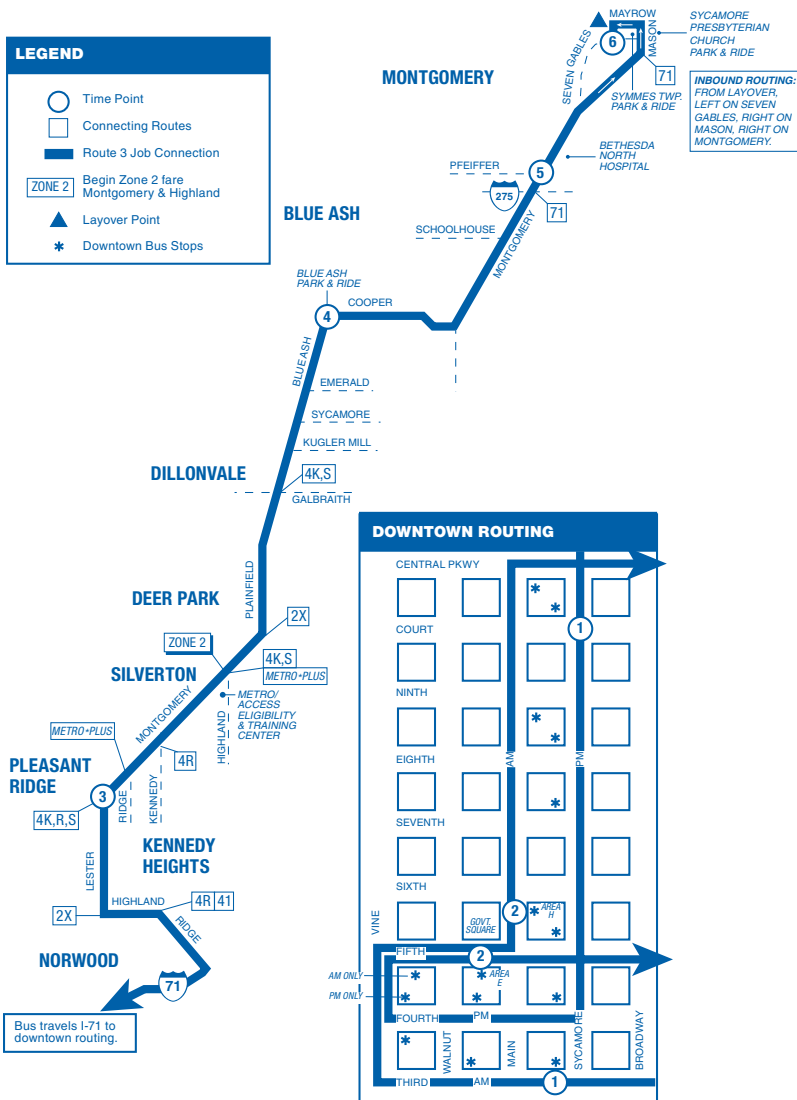 LEGEND
Time Point
Connecting Routes
Route 3 Job Connection
ZONE 2
Begin Zone 2 fare
Montgomery & Highland
Layover Point
* Downtown Bus Stops
MONTGOMERY
MAYROW
SEVEN GABLES
MASON
6
SYCAMORE
PRESBYTERIAN
CHURCH
PARK & RIDE
71
SYMMES TWP.
PARK & RIDE
INBOUND ROUTING:
FROM LAYOVER,
LEFT ON SEVEN
GABLES, RIGHT ON
MASON, RIGHT ON
MONTGOMERY.
BETHESDA
NORTH
HOSPITAL
PFEIFFER
5
275
71
BLUE ASH
SCHOOLHOUSE
MONTGOMERY
BLUE ASH
PARK & RIDE
4
COOPER
BLUE ASH
EMERALD
SYCAMORE
KUGLER MILL
DILLONVALE
4K,S
GALBRAITH
PLAINFIELD
DEER PARK
2X
ZONE 2
SILVERTON
4K,S
METRO*PLUS
METRO/
ACCESS
ELIGIBILITY
& TRAINING
CENTER
HIGHLAND
MONTGOMERY
METRO*PLUS
4R
PLEASANT
RIDGE
3
RIDGE
KENNEDY
4K,R,S
KENNEDY
HEIGHTS
LESTER
HIGHLAND
4R 41
2X
RIDGE
NORWOOD
71
Bus travels I-71 to
downtown routing.
DOWNTOWN ROUTING
CENTRAL PKWY
* *
COURT
1
NINTH
* *
EIGHTH
AM
PM
*
SEVENTH
SIXTH
VINE
GOVT.
SQUARE
2
* AREA
H
*
FIFTH
2
AM ONLY *
* AREA
E
PM ONLY *
* *
FOURTH
PM
*
WALNUT
MAIN
SYCAMORE
BROADWAY
* *
THIRD
AM
1